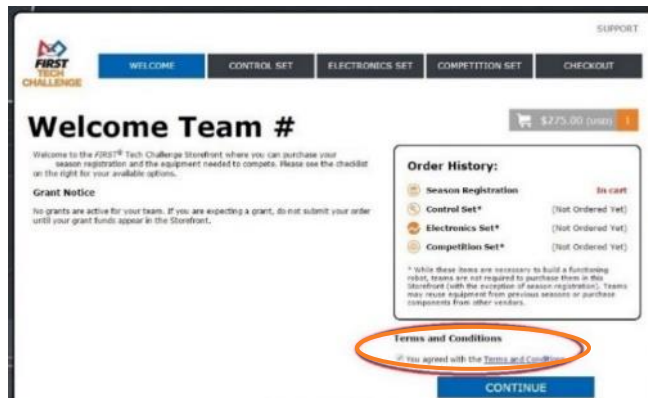 SUPPORT
FIRST
TECH
CHALLENGE
WELCOME
CONTROL SET
ELECTRONICS SET
COMPETITION SET
CHECKOUT
$275.00 (USD) 1
Welcome Team #
Welcome to the FIRST® Tech Challenge Storefront where you can purchase your
season registration and the equipment needed to compete. Please see the checklist
on the right for your available options.
Grant Notice
No grants are active for your team. If you are expecting a grant, do not submit your order
until your grant funds appear in the Storefront.
Order History:
Season Registration In cart
Control Set* (Not Ordered Yet)
Electronics Set* (Not Ordered Yet)
Competition Set* (Not Ordered Yet)
* While these items are necessary to build a functioning
robot, teams are not required to purchase them in this
Storefront (with the exception of season registration). Teams
may reuse equipment from previous seasons or purchase
components from other vendors.
Terms and Conditions
You agreed with the Terms and Conditions
CONTINUE